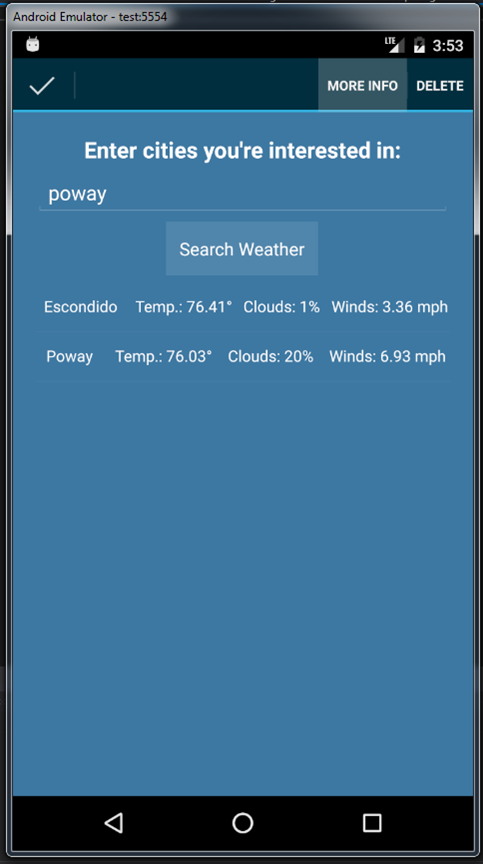 Android Emulator - test:5554
LTE 3:53
MORE INFO DELETE
Enter cities you're interested in:
poway
Search Weather
Escondido Temp.: 76.41° Clouds: 1% Winds: 3.36 mph
Poway Temp.: 76.03° Clouds: 20% Winds: 6.93 mph